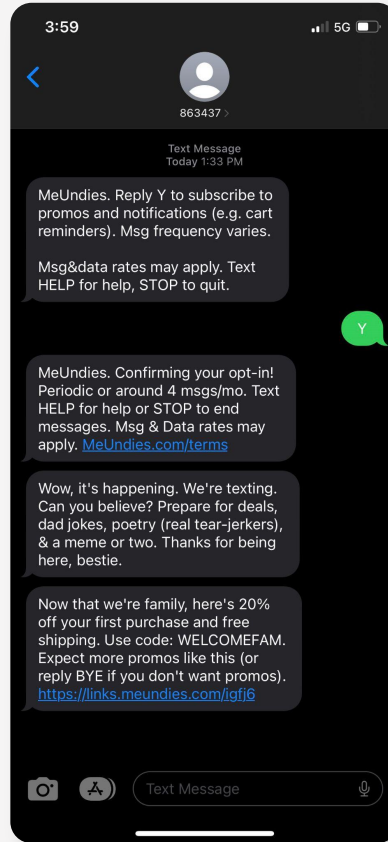 3:59
5G
863437
Text Message
Today 1:33 PM
MeUndies. Reply Y to subscribe to
promos and notifications (e.g. cart
reminders). Msg frequency varies.
Msg&data rates may apply. Text
HELP for help, STOP to quit.
Y
MeUndies. Confirming your opt-in!
Periodic or around 4 msgs/mo. Text
HELP for help or STOP to end
messages. Msg & Data rates may
apply. MeUndies.com/terms
Wow, it's happening. We're texting.
Can you believe? Prepare for deals,
dad jokes, poetry (real tear-jerkers),
& a meme or two. Thanks for being
here, bestie.
Now that we're family, here's 20%
off your first purchase and free
shipping. Use code: WELCOMEFAM.
Expect more promos like this (or
reply BYE if you don't want promos).
https://links.meundies.com/igfj6
Text Message